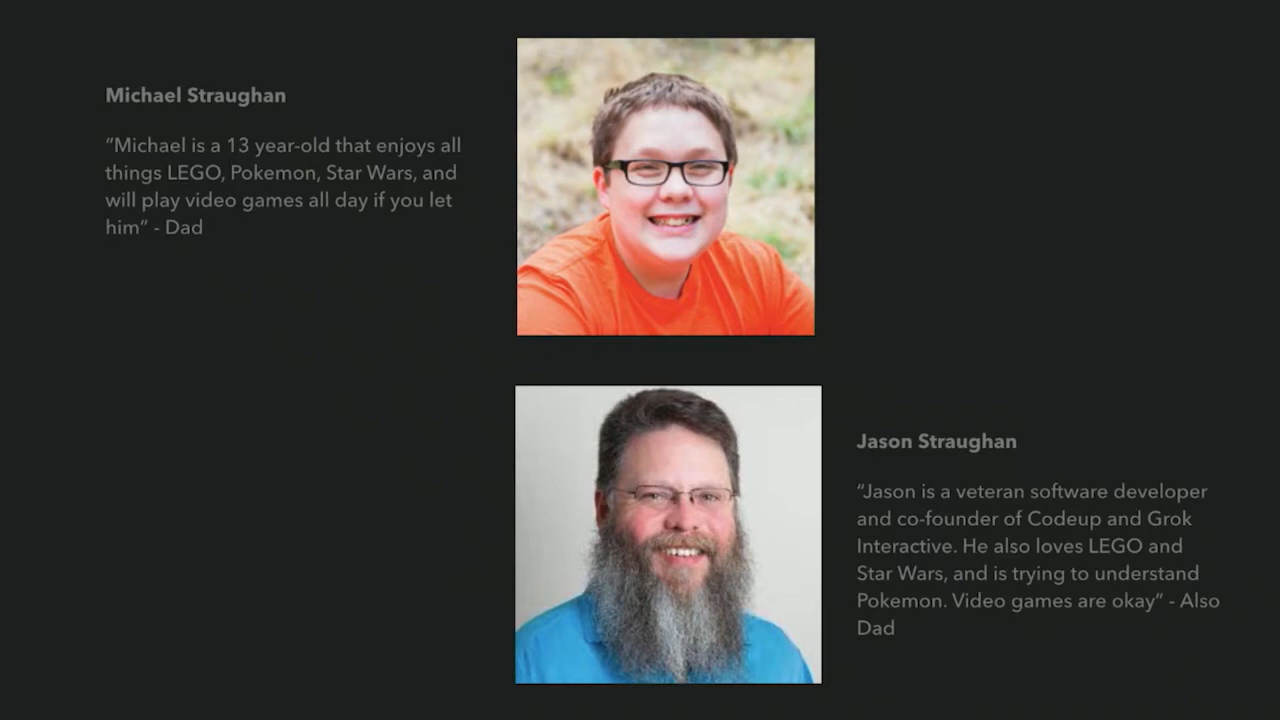 Michael Straughan
“Michael is a 13 year-old that enjoys all
things LEGO, Pokemon, Star Wars, and
will play video games all day if you let
him” - Dad
Jason Straughan
“Jason is a veteran software developer
and co-founder of Codeup and Grok
Interactive. He also loves LEGO and
Star Wars, and is trying to understand
Pokemon. Video games are okay” - Also
Dad